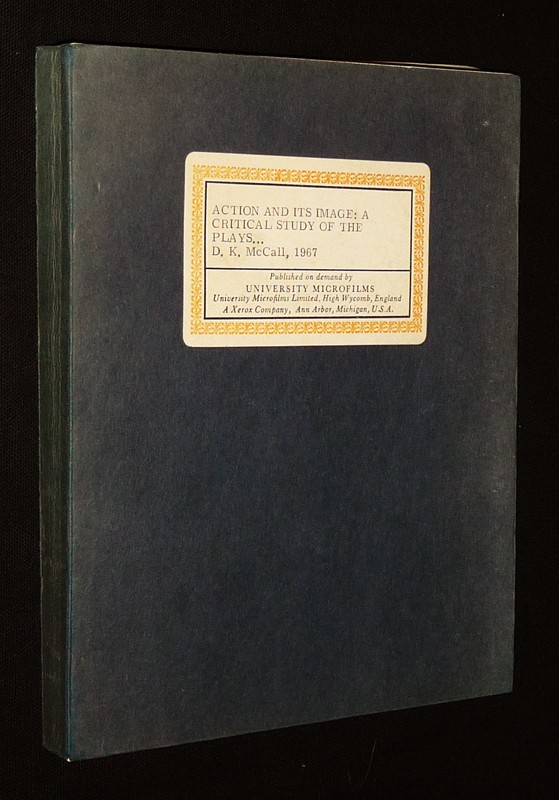 ACTION AND ITS IMAGE: A
CRITICAL STUDY OF THE
PLAYS...
D. K. McCall, 1967
Published on demand by
UNIVERSITY MICROFILMS
University Microfilms Limited, High Wycomb, England
A Xerox Company, Ann Arbor, Michigan, U.S.A.